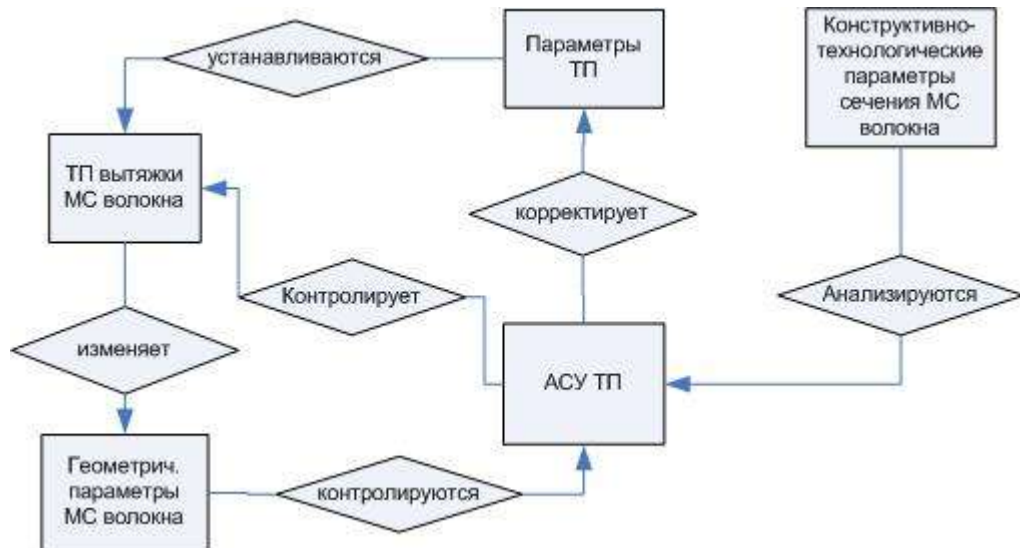 устанавливаются
Параметры
ТП
Конструктивно-
технологические
параметры
сечения МС
волокна
ТП вытяжки
МС волокна
корректирует
Контролирует
Анализируются
изменяет
АСУ ТП
Геометрич.
параметры
МС волокна
контролируются